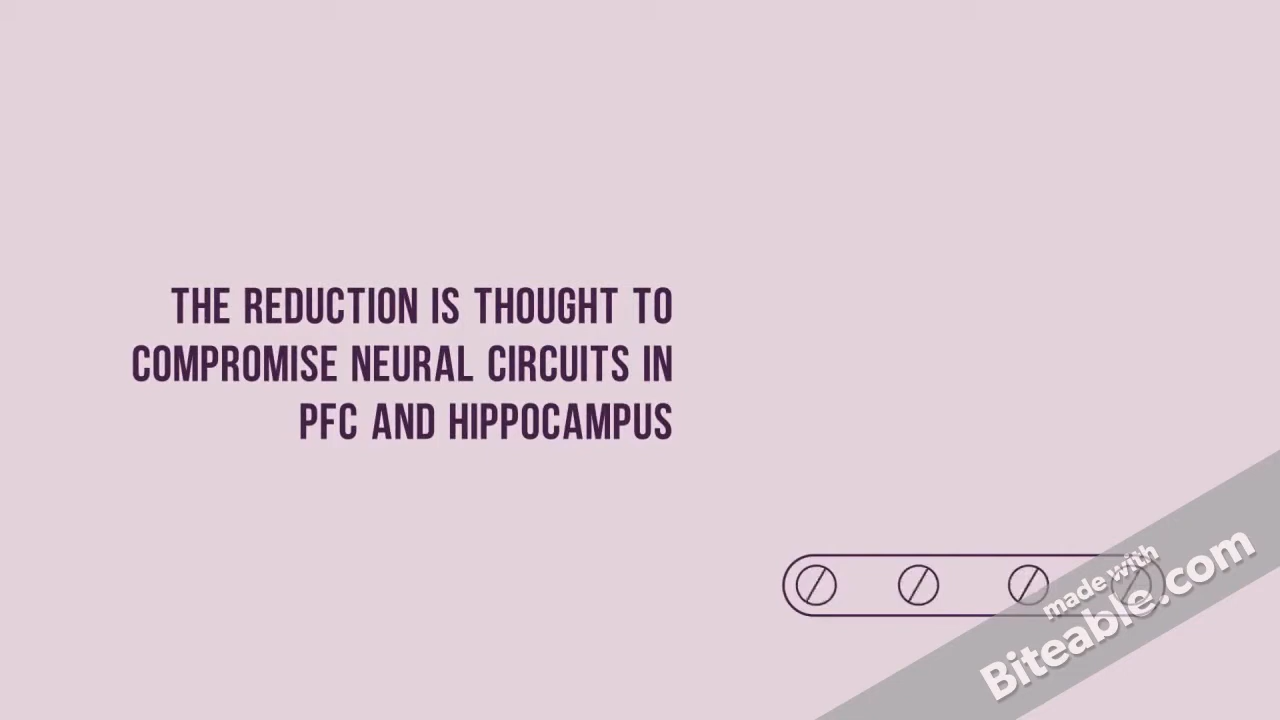 THE REDUCTION IS THOUGHT TO
COMPROMISE NEURAL CIRCUITS IN
PFC AND HIPPOCAMPUS
made with
Biteable.com